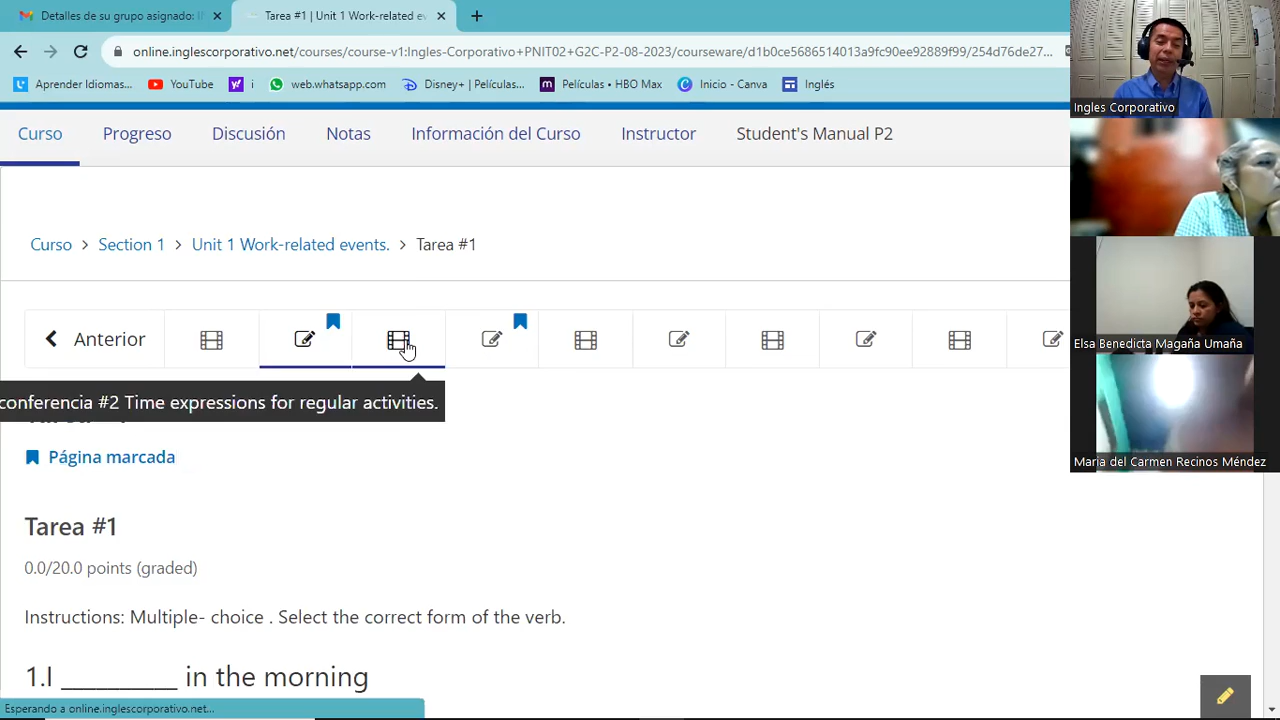 Detalles de su grupo asignado: I
Tarea #1 | Unit 1 Work-related ev
online.inglescorporativo.net/courses/course-v1:Ingles-Corporativo+PNIT02+G2C-P2-08-2023/courseware/
Aprender Idiomas...
YouTube
i
web.whatsapp.com
Disney+ | Películas...
Películas • HBO Max
Inicio - Canva
Inglés
Curso
Progreso
Discusión
Notas
Información del Curso
Instructor
Student's Manual P2
Curso > Section 1 > Unit 1 Work-related events. > Tarea #1
Anterior
conferencia #2 Time expressions for regular activities.
Página marcada
Tarea #1
0.0/20.0 points (graded)
Instructions: Multiple- choice . Select the correct form of the verb.
1.I __________ in the morning
Esperando a online.inglescorporativo.net...
Ingles Corporativo
Elsa Benedicta Magaña Umaña
Maria del Carmen Recinos Méndez